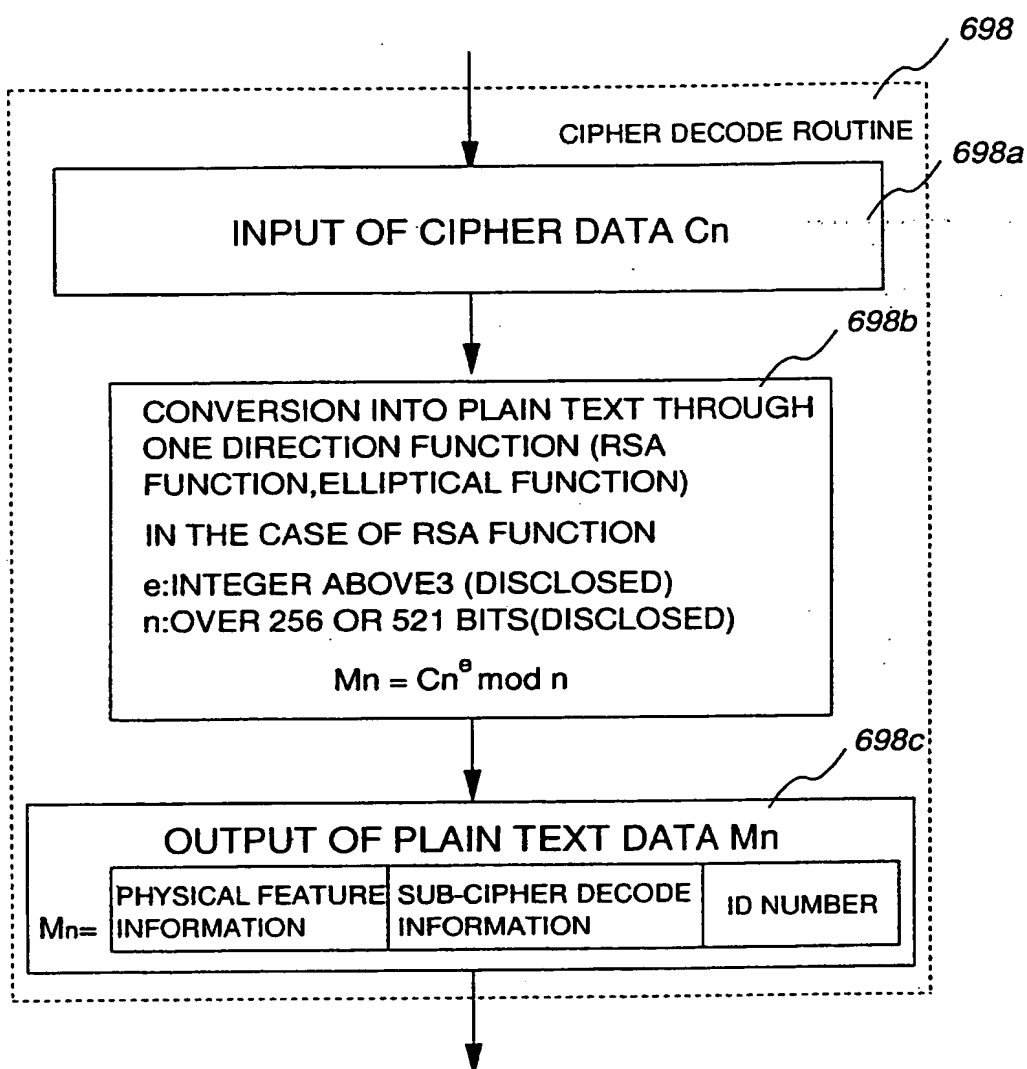 698
CIPHER DECODE ROUTINE
698a
INPUT OF CIPHER DATA Cn
698b
CONVERSION INTO PLAIN TEXT THROUGH
ONE DIRECTION FUNCTION (RSA
FUNCTION,ELLIPTICAL FUNCTION)
IN THE CASE OF RSA FUNCTION
e:INTEGER ABOVE3 (DISCLOSED)
n:OVER 256 OR 521 BITS(DISCLOSED)
Mn = Cnᵉ mod n
698c
OUTPUT OF PLAIN TEXT DATA Mn
Mn=
PHYSICAL FEATURE
INFORMATION
SUB-CIPHER DECODE
INFORMATION
ID NUMBER